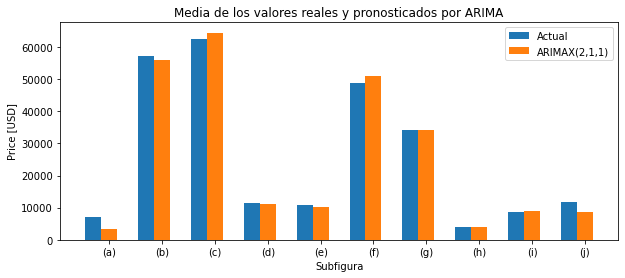 Media de los valores reales y pronosticados por ARIMA
Actual
ARIMAX(2,1,1)
Price [USD]
60000
50000
40000
30000
20000
10000
0
(a) (b) (c) (d) (e) (f) (g) (h) (i) (j)
Subfigura